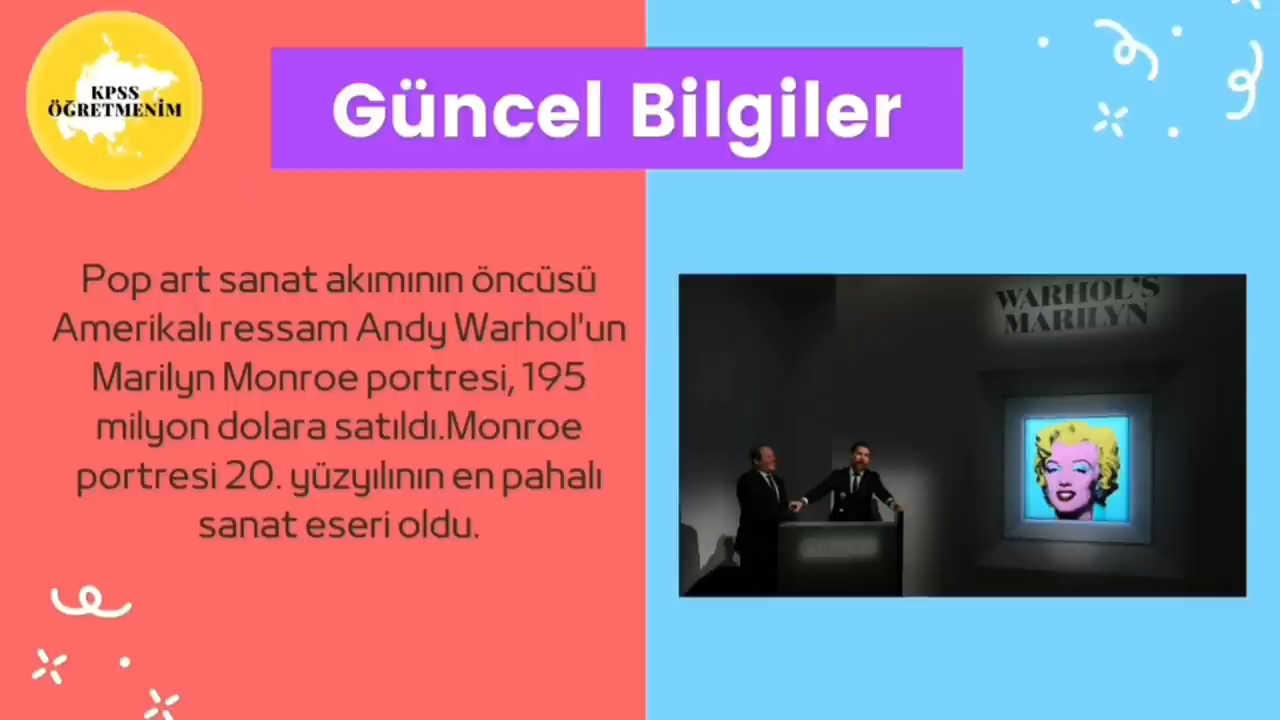 KPSS
ÖĞRETMENİM
Güncel Bilgiler
Pop art sanat akımının öncüsü
Amerikalı ressam Andy Warhol'un
Marilyn Monroe portresi, 195
milyon dolara satıldı.Monroe
portresi 20. yüzyılının en pahalı
sanat eseri oldu.
WARHOL'S
MARILYN